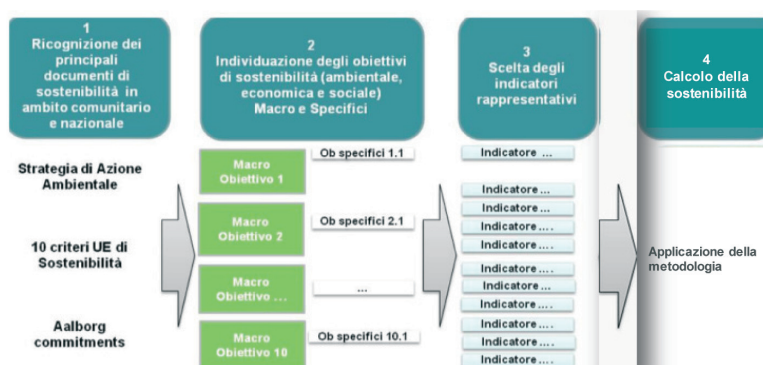 1
Ricognizione dei
principali
documenti di
sostenibilità in
ambito comunitario
e nazionale
2
Individuazione degli obiettivi
di sostenibilità (ambientale,
economica e sociale)
Macro e Specifici
3
Scelta degli
indicatori
rappresentativi
4
Calcolo della
sostenibilità
Strategia di Azione
Ambientale
10 criteri UE di
Sostenibilità
Aalborg
commitments
Macro
Obiettivo 1
Ob specifici 1.1
Macro
Obiettivo 2
Ob specifici 2.1
Macro
Obiettivo ...
...
Macro
Obiettivo 10
Ob specifici 10.1
Indicatore ...
Indicatore ...
Indicatore ...
Indicatore ....
Indicatore ....
Indicatore ....
Indicatore ...
Indicatore ....
Indicatore ....
Indicatore ....
Indicatore ....
Applicazione della
metodologia